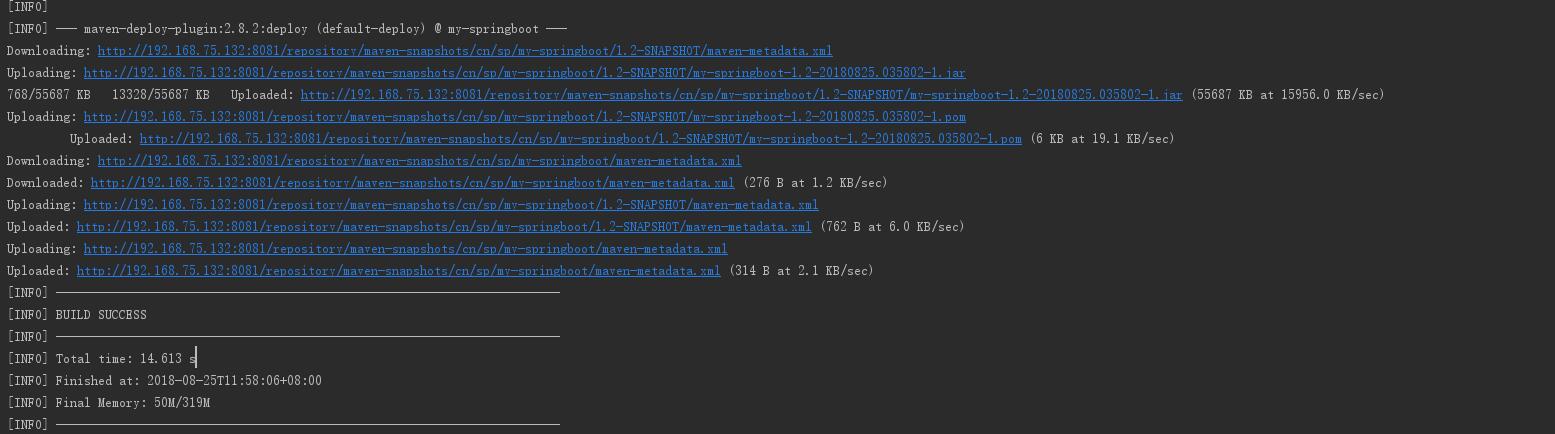 [INFO]
[INFO] --- maven-deploy-plugin:2.8.2:deploy (default-deploy) @ my-springboot ---
Downloading: http://192.168.75.132:8081/repository/maven-snapshots/cn/sp/my-springboot/1.2-SNAPSHOT/maven-metadata.xml
Uploading: http://192.168.75.132:8081/repository/maven-snapshots/cn/sp/my-springboot/1.2-SNAPSHOT/my-springboot-1.2-20180825.035802-1.jar
768/55687 KB   13328/55687 KB   Uploaded: http://192.168.75.132:8081/repository/maven-snapshots/cn/sp/my-springboot/1.2-SNAPSHOT/my-springboot-1.2-20180825.035802-1.jar (55687 KB at 15956.0 KB/sec)
Uploading: http://192.168.75.132:8081/repository/maven-snapshots/cn/sp/my-springboot/1.2-SNAPSHOT/my-springboot-1.2-20180825.035802-1.pom
Uploaded: http://192.168.75.132:8081/repository/maven-snapshots/cn/sp/my-springboot/1.2-SNAPSHOT/my-springboot-1.2-20180825.035802-1.pom (6 KB at 19.1 KB/sec)
Downloading: http://192.168.75.132:8081/repository/maven-snapshots/cn/sp/my-springboot/maven-metadata.xml
Downloaded: http://192.168.75.132:8081/repository/maven-snapshots/cn/sp/my-springboot/maven-metadata.xml (276 B at 1.2 KB/sec)
Uploading: http://192.168.75.132:8081/repository/maven-snapshots/cn/sp/my-springboot/1.2-SNAPSHOT/maven-metadata.xml
Uploaded: http://192.168.75.132:8081/repository/maven-snapshots/cn/sp/my-springboot/1.2-SNAPSHOT/maven-metadata.xml (762 B at 6.0 KB/sec)
Uploading: http://192.168.75.132:8081/repository/maven-snapshots/cn/sp/my-springboot/maven-metadata.xml
Uploaded: http://192.168.75.132:8081/repository/maven-snapshots/cn/sp/my-springboot/maven-metadata.xml (314 B at 2.1 KB/sec)
[INFO] ------------------------------------------------------------------------
[INFO] BUILD SUCCESS
[INFO] ------------------------------------------------------------------------
[INFO] Total time: 14.613 s
[INFO] Finished at: 2018-08-25T11:58:06+08:00
[INFO] Final Memory: 50M/319M
[INFO] ------------------------------------------------------------------------